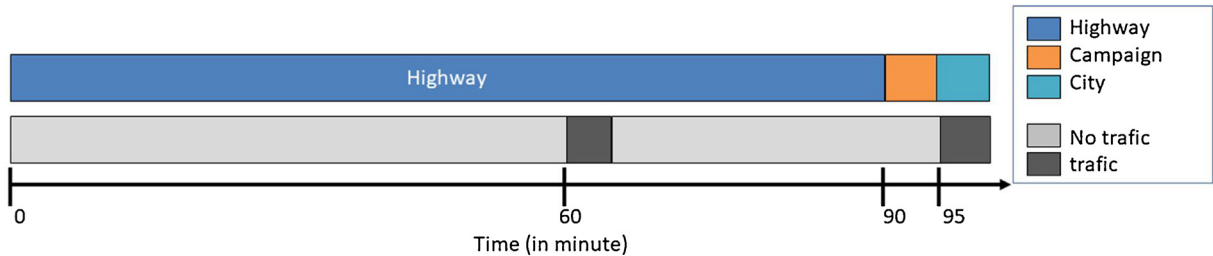 Highway
Highway
Campaign
City
No trafic
trafic
0
60
90
95
Time (in minute)